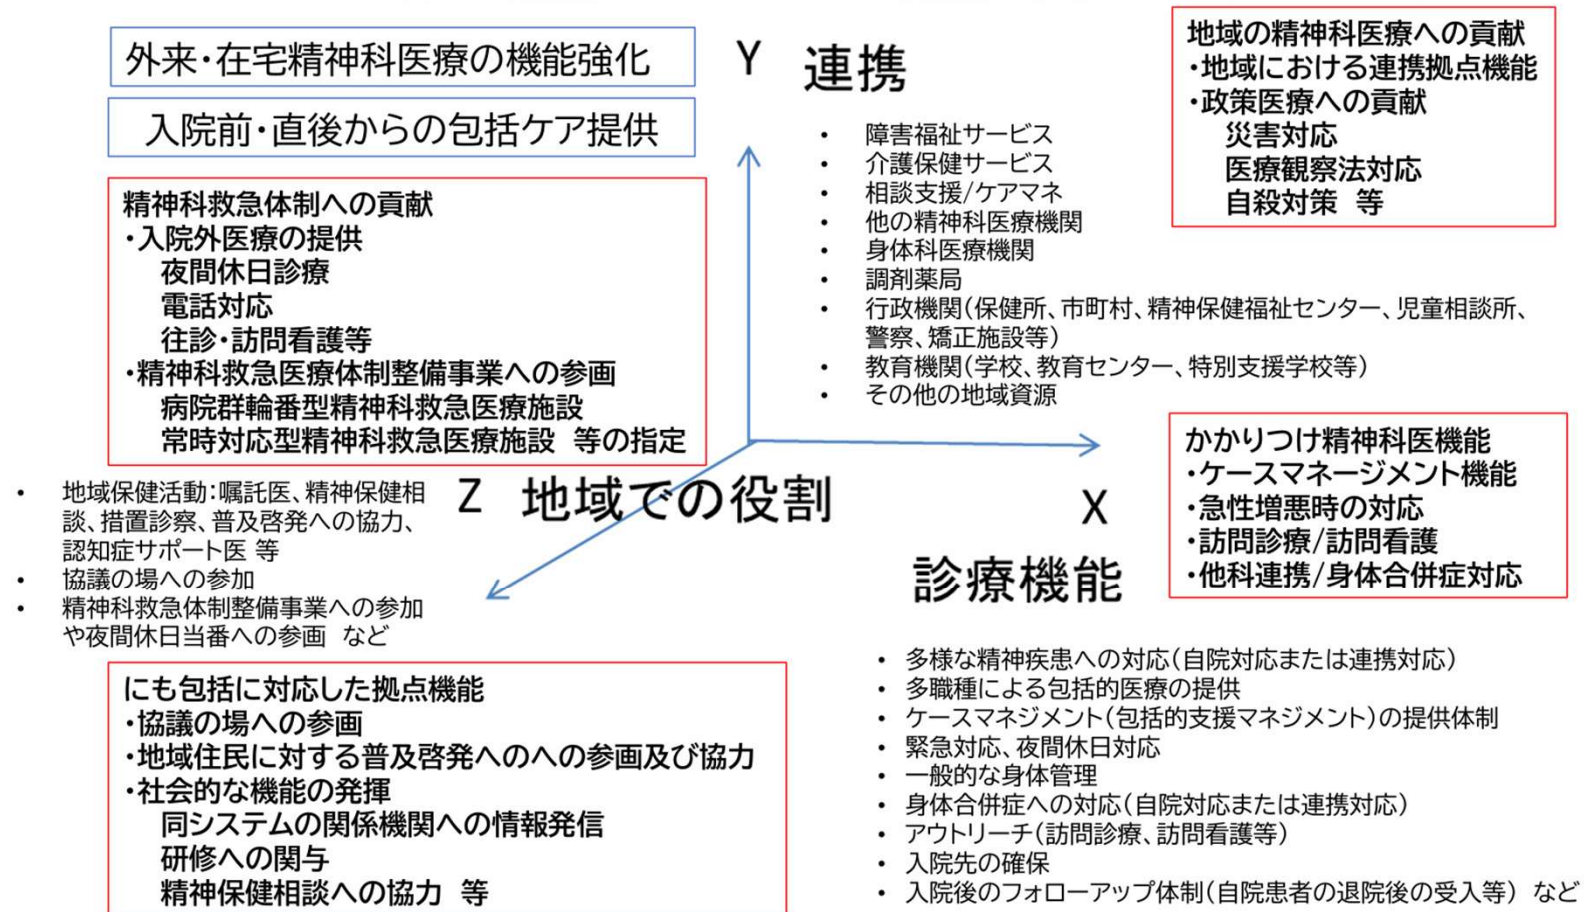 外来・在宅精神科医療の機能強化
入院前・直後からの包括ケア提供
精神科救急体制への貢献
・入院外医療の提供
夜間休日診療
電話対応
往診・訪問看護等
・精神科救急医療体制整備事業への参画
病院群輪番型精神科救急医療施設
常時対応型精神科救急医療施設 等の指定
Y 連携
• 障害福祉サービス
• 介護保健サービス
• 相談支援/ケアマネ
• 他の精神科医療機関
• 身体科医療機関
• 調剤薬局
• 行政機関(保健所、市町村、精神保健福祉センター、児童相談所、
警察、矯正施設等)
• 教育機関(学校、教育センター、特別支援学校等)
• その他の地域資源
地域の精神科医療への貢献
・地域における連携拠点機能
・政策医療への貢献
災害対応
医療観察法対応
自殺対策 等
かかりつけ精神科医機能
・ケースマネージメント機能
・急性増悪時の対応
・訪問診療/訪問看護
・他科連携/身体合併症対応
Z 地域での役割
• 地域保健活動:嘱託医、精神保健相
談、措置診察、普及啓発への協力、
認知症サポート医 等
• 協議の場への参加
• 精神科救急体制整備事業への参加
や夜間休日当番への参画 など
X
診療機能
• 多様な精神疾患への対応(自院対応または連携対応)
• 多職種による包括的医療の提供
• ケースマネジメント(包括的支援マネジメント)の提供体制
• 緊急対応、夜間休日対応
• 一般的な身体管理
• 身体合併症への対応(自院対応または連携対応)
• アウトリーチ(訪問診療、訪問看護等)
• 入院先の確保
• 入院後のフォローアップ体制(自院患者の退院後の受入等) など
にも包括に対応した拠点機能
・協議の場への参画
・地域住民に対する普及啓発へのへの参画及び協力
・社会的な機能の発揮
同システムの関係機関への情報発信
研修への関与
精神保健相談への協力 等